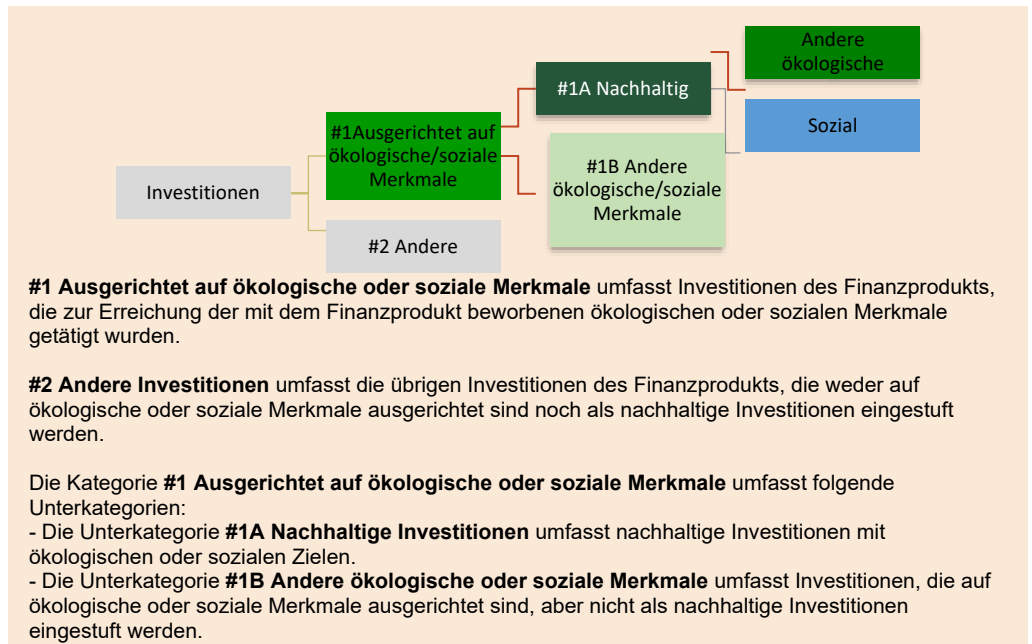 Andere
ökologische
#1A Nachhaltig
Sozial
#1Ausgerichtet auf
ökologische/soziale
Merkmale
#1B Andere
ökologische/soziale
Merkmale
Investitionen
#2 Andere
#1 Ausgerichtet auf ökologische oder soziale Merkmale umfasst Investitionen des Finanzprodukts,
die zur Erreichung der mit dem Finanzprodukt beworbenen ökologischen oder sozialen Merkmale
getätigt wurden.
#2 Andere Investitionen umfasst die übrigen Investitionen des Finanzprodukts, die weder auf
ökologische oder soziale Merkmale ausgerichtet sind noch als nachhaltige Investitionen eingestuft
werden.
Die Kategorie #1 Ausgerichtet auf ökologische oder soziale Merkmale umfasst folgende
Unterkategorien:
- Die Unterkategorie #1A Nachhaltige Investitionen umfasst nachhaltige Investitionen mit
ökologischen oder sozialen Zielen.
- Die Unterkategorie #1B Andere ökologische oder soziale Merkmale umfasst Investitionen, die auf
ökologische oder soziale Merkmale ausgerichtet sind, aber nicht als nachhaltige Investitionen
eingestuft werden.